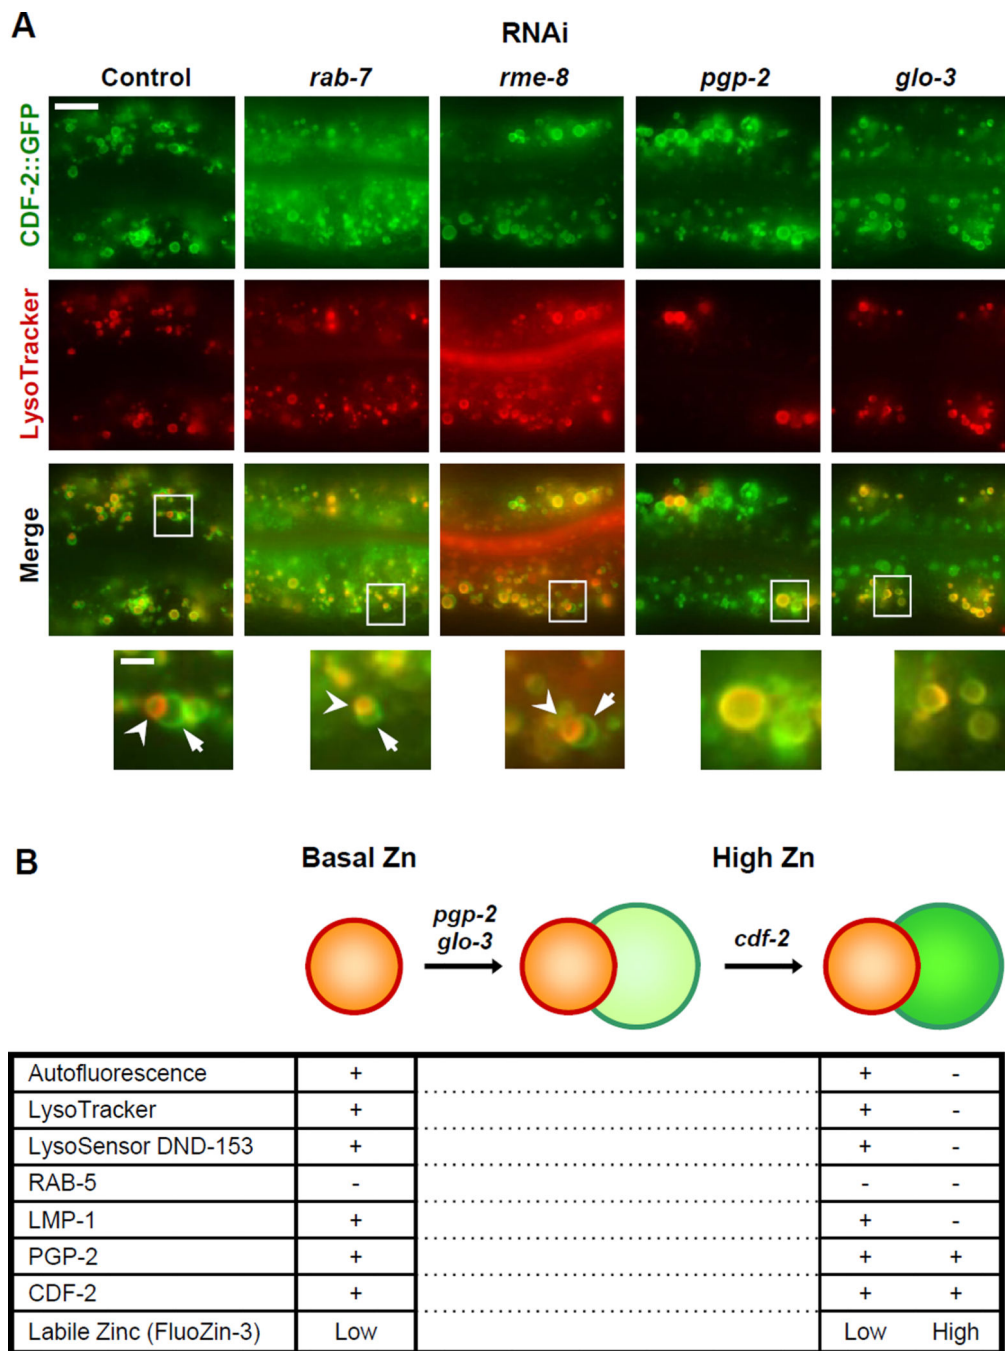 A
RNAi
Control rab-7 rme-8 pgp-2 glo-3
CDF-2::GFP
LysoTracker
Merge
B
Basal Zn High Zn
pgp-2
glo-3
cdf-2
Autofluorescence + + -
LysoTracker + + -
LysoSensor DND-153 + + -
RAB-5 - - -
LMP-1 + + -
PGP-2 + + +
CDF-2 + + +
Labile Zinc (FluoZin-3) Low Low High